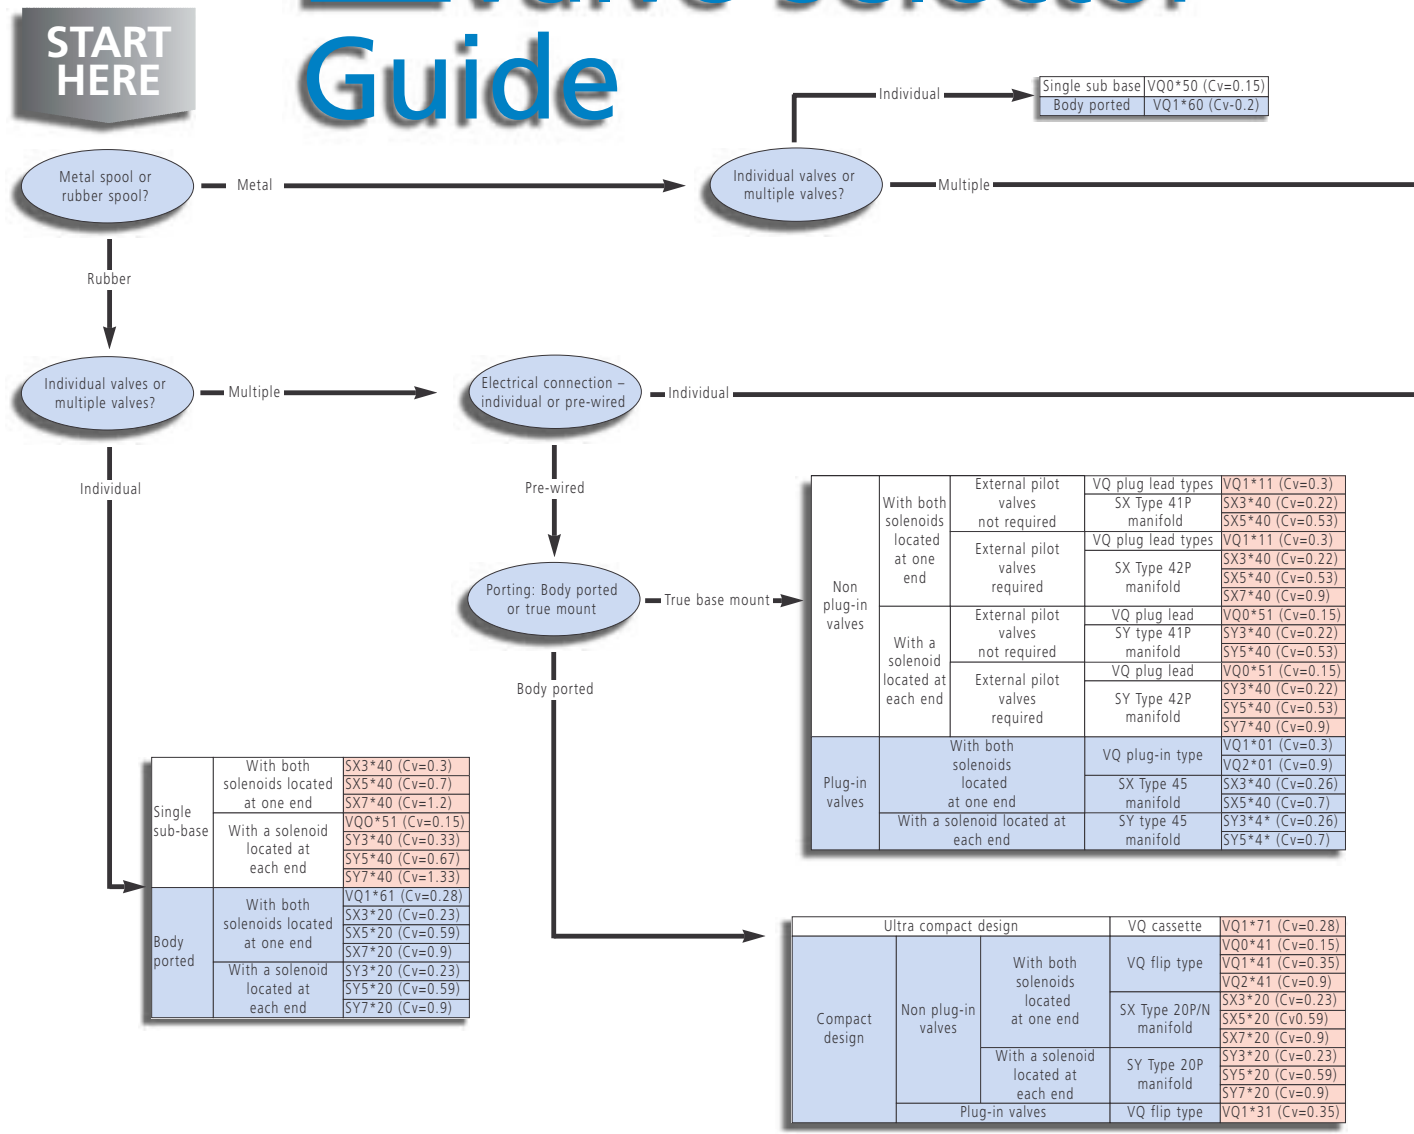 START
HERE
Valve Selector
Guide
Individual
Single sub base VQ0*50 (Cv=0.15)
Body ported VQ1*60 (Cv-0.2)
Metal spool or
rubber spool?
Metal
Individual valves or
multiple valves?
Multiple
Rubber
Individual valves or
multiple valves?
Multiple
Electrical connection –
individual or pre-wired
Individual
Individual
Pre-wired
Porting: Body ported
or true mount
True base mount
Body ported
Non
plug-in
valves
With both
solenoids
located
at one
end
External pilot
valves
not required
VQ plug lead types VQ1*11 (Cv=0.3)
SX Type 41P
manifold
SX3*40 (Cv=0.22)
SX5*40 (Cv=0.53)
External pilot
valves
required
VQ plug lead types VQ1*11 (Cv=0.3)
SX Type 42P
manifold
SX3*40 (Cv=0.22)
SX5*40 (Cv=0.53)
SX7*40 (Cv=0.9)
With a
solenoid
located at
each end
External pilot
valves
not required
VQ plug lead VQ0*51 (Cv=0.15)
SY type 41P
manifold
SY3*40 (Cv=0.22)
SY5*40 (Cv=0.53)
External pilot
valves
required
VQ plug lead VQ0*51 (Cv=0.15)
SY Type 42P
manifold
SY3*40 (Cv=0.22)
SY5*40 (Cv=0.53)
SY7*40 (Cv=0.9)
Plug-in
valves
With both
solenoids
located
at one end
VQ plug-in type
VQ1*01 (Cv=0.3)
VQ2*01 (Cv=0.9)
SX Type 45
manifold
SX3*40 (Cv=0.26)
SX5*40 (Cv=0.7)
With a solenoid located at
each end
SY type 45
manifold
SY3*4* (Cv=0.26)
SY5*4* (Cv=0.7)
Single
sub-base
With both
solenoids located
at one end
SX3*40 (Cv=0.3)
SX5*40 (Cv=0.7)
SX7*40 (Cv=1.2)
With a solenoid
located at
each end
VQO*51 (Cv=0.15)
SY3*40 (Cv=0.33)
SY5*40 (Cv=0.67)
SY7*40 (Cv=1.33)
Body
ported
With both
solenoids located
at one end
VQ1*61 (Cv=0.28)
SX3*20 (Cv=0.23)
SX5*20 (Cv=0.59)
SX7*20 (Cv=0.9)
With a solenoid
located at
each end
SY3*20 (Cv=0.23)
SY5*20 (Cv=0.59)
SY7*20 (Cv=0.9)
Ultra compact design VQ cassette VQ1*71 (Cv=0.28)
Compact
design
Non plug-in
valves
With both
solenoids
located
at one end
VQ flip type
VQ0*41 (Cv=0.15)
VQ1*41 (Cv=0.35)
VQ2*41 (Cv=0.9)
SX Type 20P/N
manifold
SX3*20 (Cv=0.23)
SX5*20 (Cv0.59)
SX7*20 (Cv=0.9)
With a solenoid
located at
each end
SY Type 20P
manifold
SY3*20 (Cv=0.23)
SY5*20 (Cv=0.59)
SY7*20 (Cv=0.9)
Plug-in valves VQ flip type VQ1*31 (Cv=0.35)